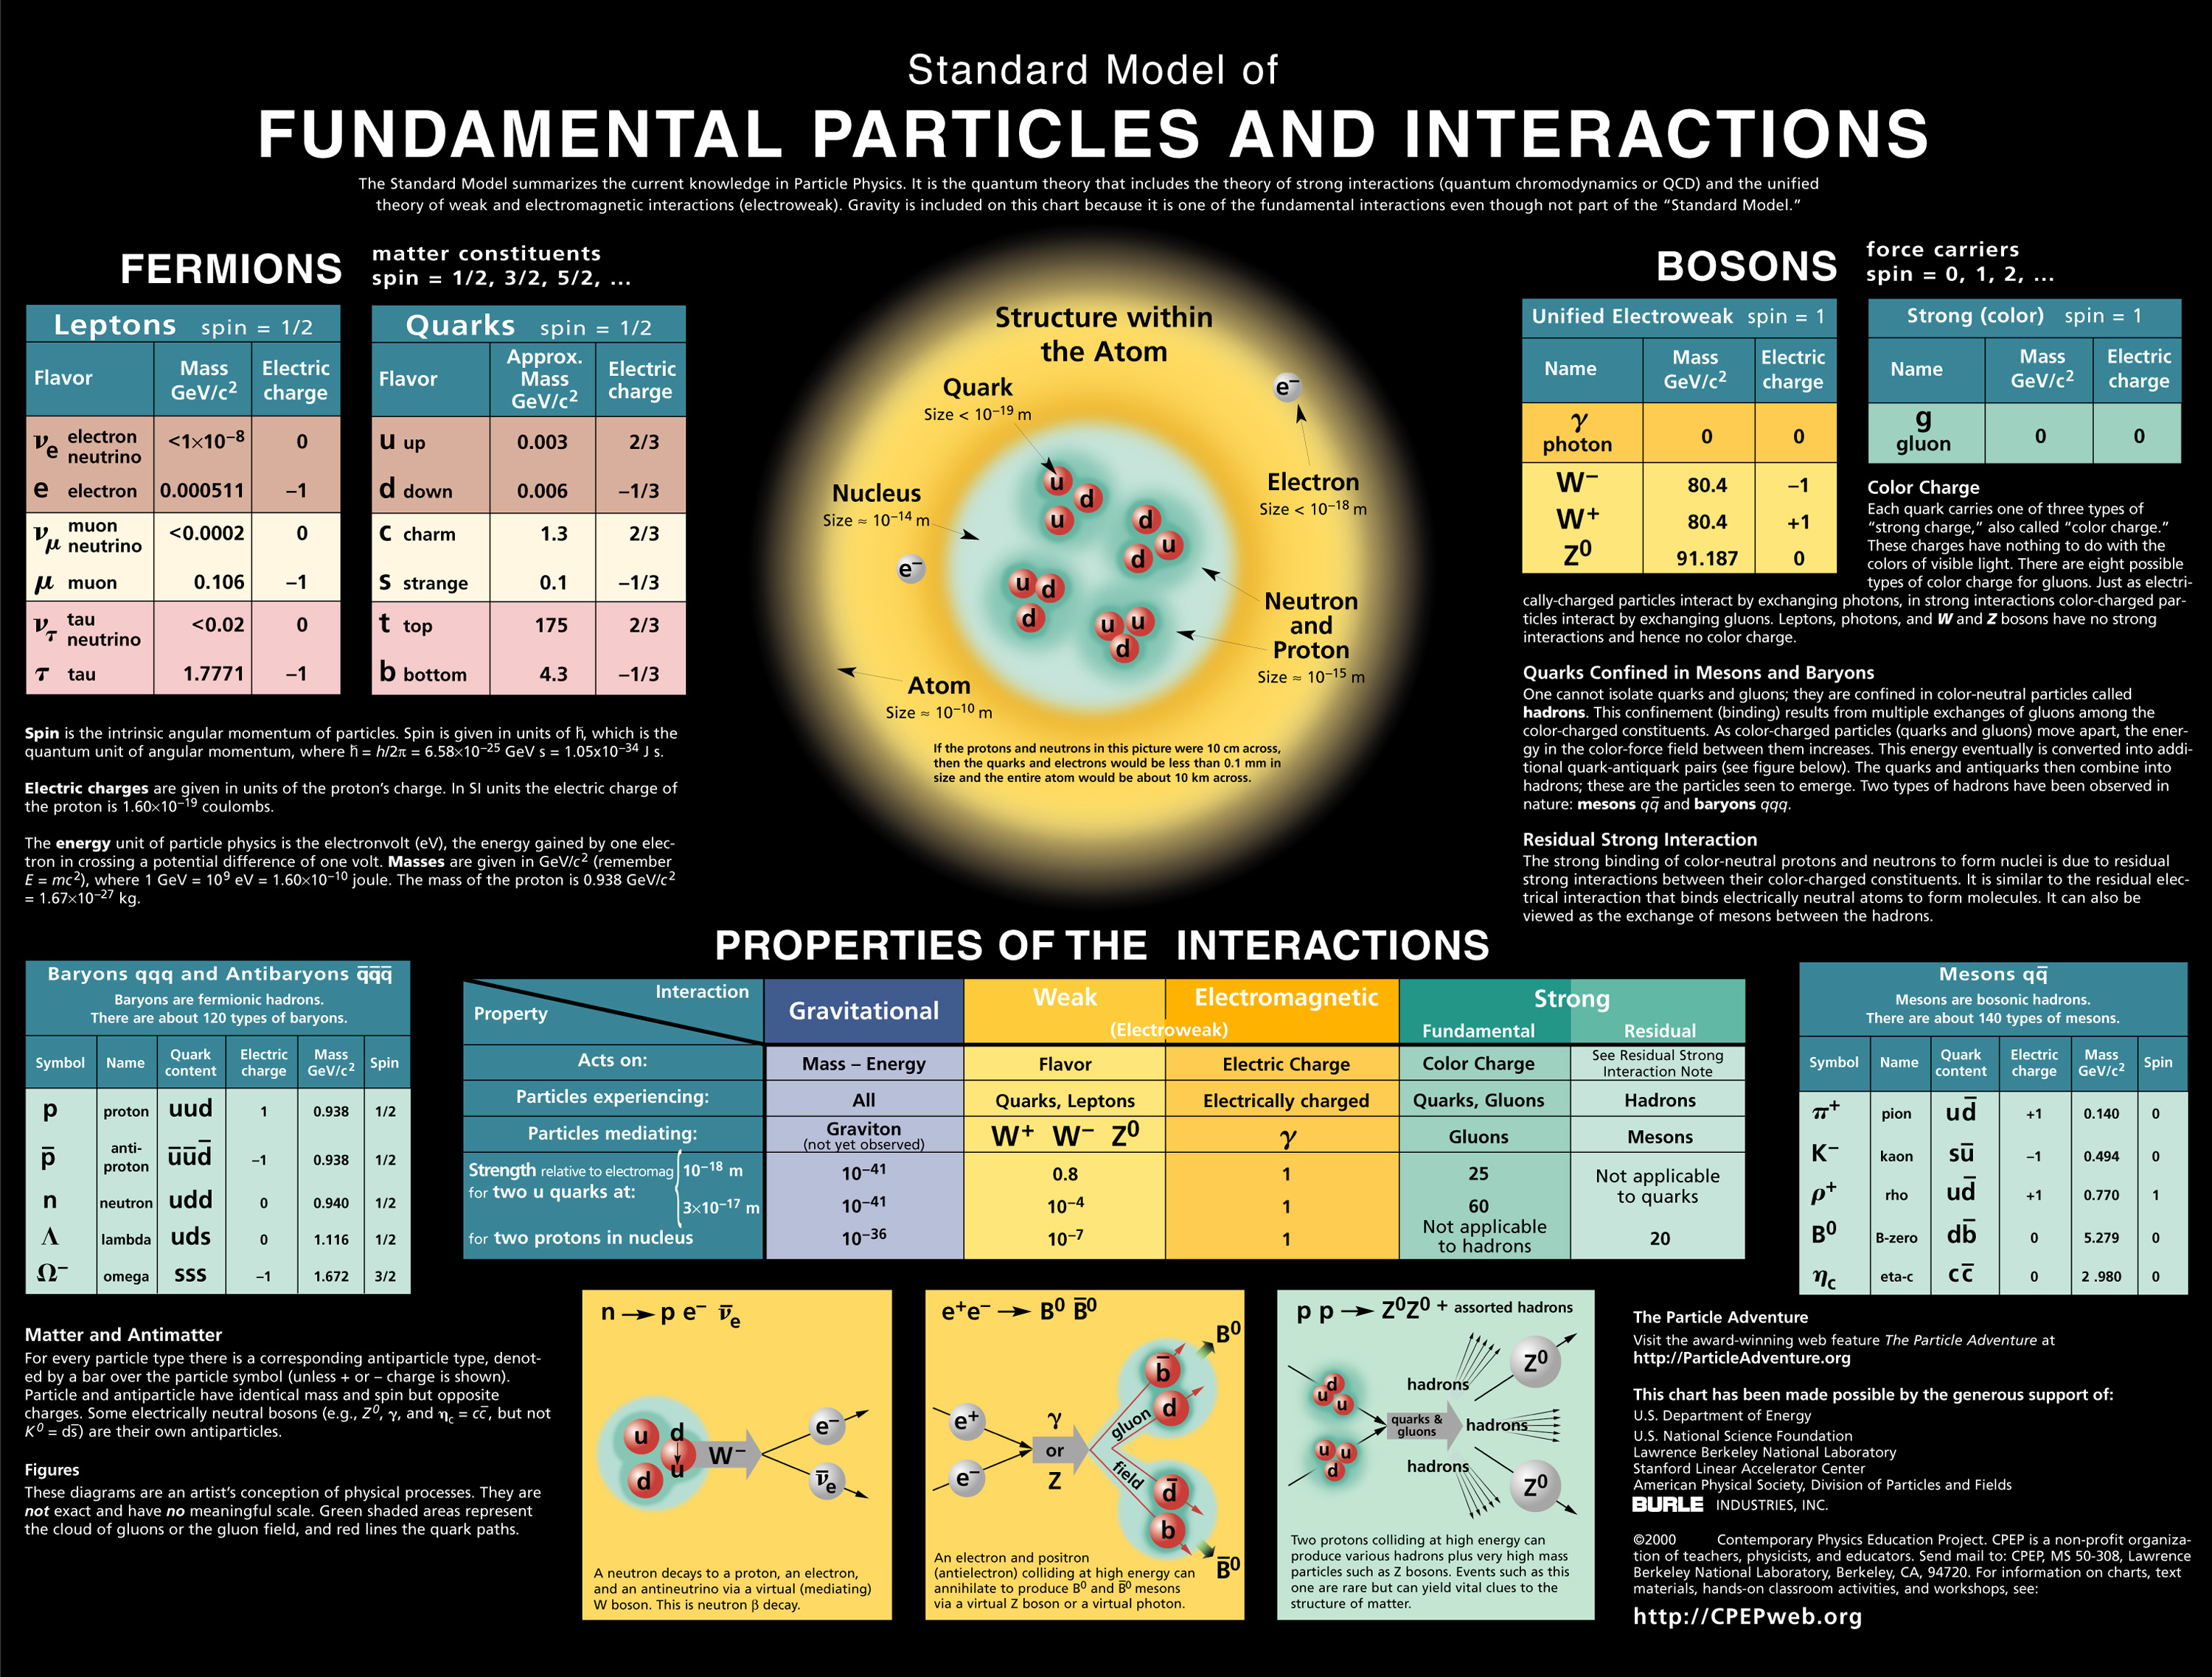 Standard Model of
FUNDAMENTAL PARTICLES AND INTERACTIONS
The Standard Model summarizes the current knowledge in Particle Physics. It is the quantum theory that includes the theory of strong interactions (quantum chromodynamics or QCD) and the unified
theory of weak and electromagnetic interactions (electroweak). Gravity is included on this chart because it is one of the fundamental interactions even though not part of the “Standard Model.”
FERMIONS
matter constituents
spin = 1/2, 3/2, 5/2, ...
Leptons spin = 1/2
Flavor Mass GeV/c² Electric charge
νe electron neutrino <1×10⁻⁸ 0
e electron 0.000511 –1
νμ muon neutrino <0.0002 0
μ muon 0.106 –1
ντ tau neutrino <0.02 0
τ tau 1.7771 –1
Quarks spin = 1/2
Flavor Approx. Mass GeV/c² Electric charge
u up 0.003 2/3
d down 0.006 –1/3
c charm 1.3 2/3
s strange 0.1 –1/3
t top 175 2/3
b bottom 4.3 –1/3
Spin is the intrinsic angular momentum of particles. Spin is given in units of ħ, which is the
quantum unit of angular momentum, where ħ = h/2π = 6.58×10⁻²⁵ GeV s = 1.05x10⁻³⁴ J s.
Electric charges are given in units of the proton’s charge. In SI units the electric charge of
the proton is 1.60×10⁻¹⁹ coulombs.
The energy unit of particle physics is the electronvolt (eV), the energy gained by one elec-
tron in crossing a potential difference of one volt. Masses are given in GeV/c² (remember
E = mc²), where 1 GeV = 10⁹ eV = 1.60×10⁻¹⁰ joule. The mass of the proton is 0.938 GeV/c²
= 1.67×10⁻²⁷ kg.
Structure within
the Atom
Quark
Size < 10⁻¹⁹ m
e⁻
Electron
Size < 10⁻¹⁸ m
Nucleus
Size ≈ 10⁻¹⁴ m
e⁻
u
d
u
d
u
d
u
d
d
u
u
d
Neutron
and
Proton
Size ≈ 10⁻¹⁵ m
Atom
Size ≈ 10⁻¹⁰ m
If the protons and neutrons in this picture were 10 cm across,
then the quarks and electrons would be less than 0.1 mm in
size and the entire atom would be about 10 km across.
BOSONS
force carriers
spin = 0, 1, 2, ...
Unified Electroweak spin = 1
Name Mass GeV/c² Electric charge
γ photon 0 0
W⁻ 80.4 –1
W⁺ 80.4 +1
Z⁰ 91.187 0
Strong (color) spin = 1
Name Mass GeV/c² Electric charge
g gluon 0 0
Color Charge
Each quark carries one of three types of
“strong charge,” also called “color charge.”
These charges have nothing to do with the
colors of visible light. There are eight possible
types of color charge for gluons. Just as electri-
cally-charged particles interact by exchanging photons, in strong interactions color-charged par-
ticles interact by exchanging gluons. Leptons, photons, and W and Z bosons have no strong
interactions and hence no color charge.
Quarks Confined in Mesons and Baryons
One cannot isolate quarks and gluons; they are confined in color-neutral particles called
hadrons. This confinement (binding) results from multiple exchanges of gluons among the
color-charged constituents. As color-charged particles (quarks and gluons) move apart, the ener-
gy in the color-force field between them increases. This energy eventually is converted into addi-
tional quark-antiquark pairs (see figure below). The quarks and antiquarks then combine into
hadrons; these are the particles seen to emerge. Two types of hadrons have been observed in
nature: mesons qq̄ and baryons qqq.
Residual Strong Interaction
The strong binding of color-neutral protons and neutrons to form nuclei is due to residual
strong interactions between their color-charged constituents. It is similar to the residual elec-
trical interaction that binds electrically neutral atoms to form molecules. It can also be
viewed as the exchange of mesons between the hadrons.
PROPERTIES OF THE INTERACTIONS
Baryons qqq and Antibaryons q̄q̄q̄
Baryons are fermionic hadrons.
There are about 120 types of baryons.
Symbol Name Quark content Electric charge Mass GeV/c² Spin
p proton uud 1 0.938 1/2
p̄ anti-proton ūūd̄ –1 0.938 1/2
n neutron udd 0 0.940 1/2
Λ lambda uds 0 1.116 1/2
Ω⁻ omega sss –1 1.672 3/2
Property Interaction Gravitational Weak Electromagnetic Strong
(Electroweak) Fundamental Residual
Acts on: Mass – Energy Flavor Electric Charge Color Charge See Residual Strong Interaction Note
Particles experiencing: All Quarks, Leptons Electrically charged Quarks, Gluons Hadrons
Particles mediating: Graviton (not yet observed) W⁺ W⁻ Z⁰ γ Gluons Mesons
Strength relative to electromag 10⁻¹⁸ m 10⁻⁴¹ 0.8 1 25 Not applicable to quarks
for two u quarks at: 3×10⁻¹⁷ m 10⁻⁴¹ 10⁻⁴ 1 60
for two protons in nucleus 10⁻³⁶ 10⁻⁷ 1 Not applicable to hadrons 20
Mesons qq̄
Mesons are bosonic hadrons.
There are about 140 types of mesons.
Symbol Name Quark content Electric charge Mass GeV/c² Spin
π⁺ pion ud̄ +1 0.140 0
K⁻ kaon sū –1 0.494 0
ρ⁺ rho ud̄ +1 0.770 1
B⁰ B-zero db̄ 0 5.279 0
ηc eta-c cc̄ 0 2 .980 0
Matter and Antimatter
For every particle type there is a corresponding antiparticle type, denot-
ed by a bar over the particle symbol (unless + or – charge is shown).
Particle and antiparticle have identical mass and spin but opposite
charges. Some electrically neutral bosons (e.g., Z⁰, γ, and ηc = cc̄, but not
K⁰ = ds̄) are their own antiparticles.
Figures
These diagrams are an artist’s conception of physical processes. They are
not exact and have no meaningful scale. Green shaded areas represent
the cloud of gluons or the gluon field, and red lines the quark paths.
n → p e⁻ ν̄e
u
d
d
u
W⁻
e⁻
ν̄e
A neutron decays to a proton, an electron,
and an antineutrino via a virtual (mediating)
W boson. This is neutron β decay.
e⁺e⁻ → B⁰ B̄⁰
B⁰
b̄
d
e⁺
γ
or
Z
e⁻
gluon
field
d̄
b
B̄⁰
An electron and positron
(antielectron) colliding at high energy can
annihilate to produce B⁰ and B̄⁰ mesons
via a virtual Z boson or a virtual photon.
p p → Z⁰Z⁰ + assorted hadrons
Z⁰
hadrons
u
d
u
quarks &
gluons
hadrons
u
u
d
hadrons
Z⁰
Two protons colliding at high energy can
produce various hadrons plus very high mass
particles such as Z bosons. Events such as this
one are rare but can yield vital clues to the
structure of matter.
The Particle Adventure
Visit the award-winning web feature The Particle Adventure at
http://ParticleAdventure.org
This chart has been made possible by the generous support of:
U.S. Department of Energy
U.S. National Science Foundation
Lawrence Berkeley National Laboratory
Stanford Linear Accelerator Center
American Physical Society, Division of Particles and Fields
BURLE INDUSTRIES, INC.
©2000 Contemporary Physics Education Project. CPEP is a non-profit organiza-
tion of teachers, physicists, and educators. Send mail to: CPEP, MS 50-308, Lawrence
Berkeley National Laboratory, Berkeley, CA, 94720. For information on charts, text
materials, hands-on classroom activities, and workshops, see:
http://CPEPweb.org